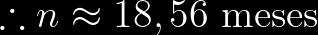 ∴ n ≈ 18,56 meses